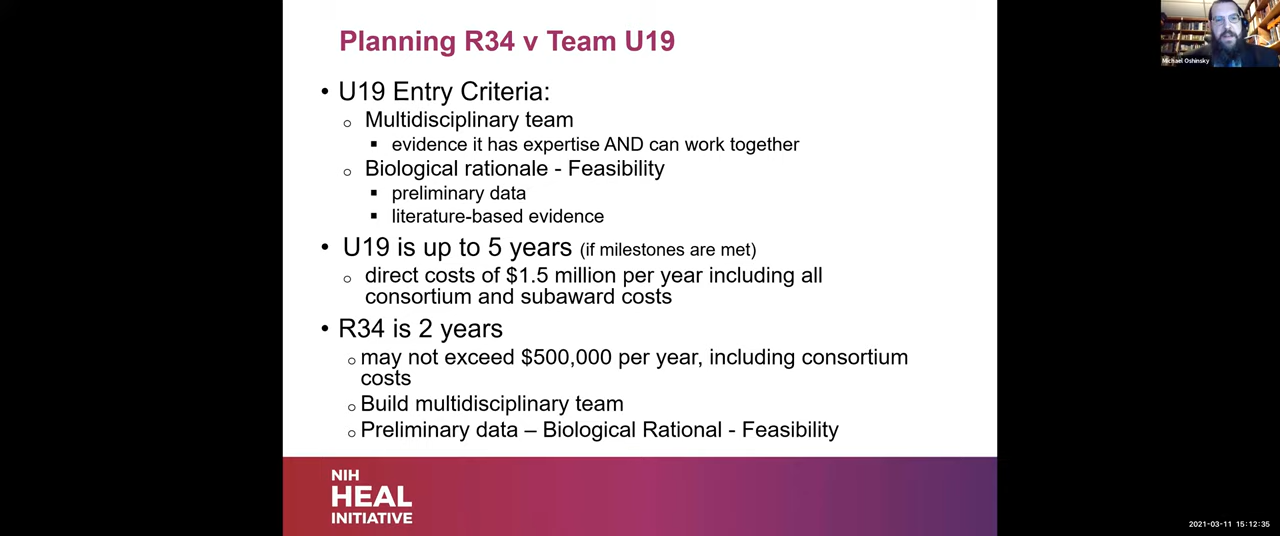 Planning R34 v Team U19
• U19 Entry Criteria:
o Multidisciplinary team
▪ evidence it has expertise AND can work together
o Biological rationale - Feasibility
▪ preliminary data
▪ literature-based evidence
• U19 is up to 5 years (if milestones are met)
o direct costs of $1.5 million per year including all
consortium and subaward costs
• R34 is 2 years
o may not exceed $500,000 per year, including consortium
costs
o Build multidisciplinary team
o Preliminary data – Biological Rational - Feasibility
NIH
HEAL
INITIATIVE
Michael Oshinsky
2021-03-11 15:12:35